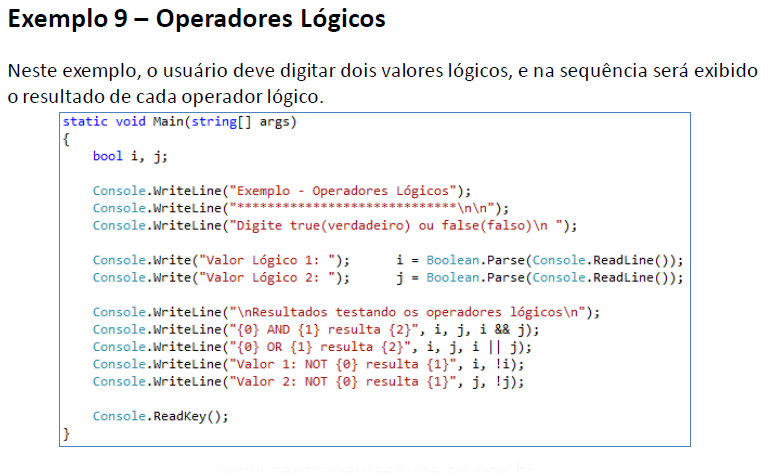 Exemplo 9 – Operadores Lógicos
Neste exemplo, o usuário deve digitar dois valores lógicos, e na sequência será exibido
o resultado de cada operador lógico.
static void Main(string[] args)
{
bool i, j;
Console.WriteLine("Exemplo - Operadores Lógicos");
Console.WriteLine("*****************************\n\n");
Console.WriteLine("Digite true(verdadeiro) ou false(falso)\n ");
Console.Write("Valor Lógico 1: "); i = Boolean.Parse(Console.ReadLine());
Console.Write("Valor Lógico 2: "); j = Boolean.Parse(Console.ReadLine());
Console.WriteLine("\nResultados testando os operadores lógicos\n");
Console.WriteLine("{0} AND {1} resulta {2}", i, j, i && j);
Console.WriteLine("{0} OR {1} resulta {2}", i, j, i || j);
Console.WriteLine("Valor 1: NOT {0} resulta {1}", i, !i);
Console.WriteLine("Valor 2: NOT {0} resulta {1}", j, !j);
Console.ReadKey();
}